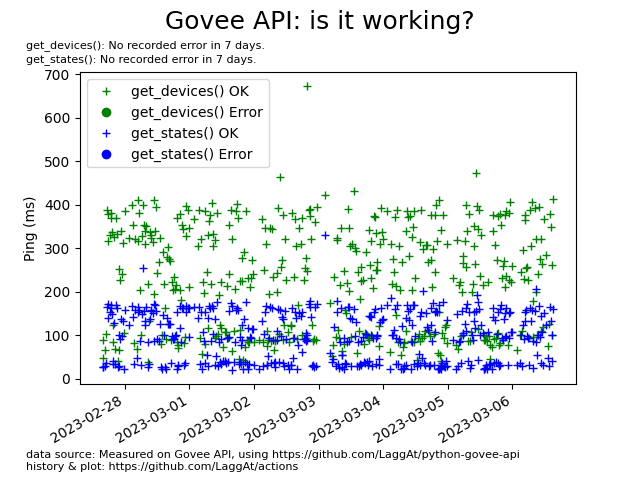 Govee API: is it working?
get_devices(): No recorded error in 7 days.
get_states(): No recorded error in 7 days.
700
600
500
400
300
200
100
0
Ping (ms)
get_devices() OK
get_devices() Error
get_states() OK
get_states() Error
2023-02-28
2023-03-01
2023-03-02
2023-03-03
2023-03-04
2023-03-05
2023-03-06
data source: Measured on Govee API, using https://github.com/LaggAt/python-govee-api
history & plot: https://github.com/LaggAt/actions